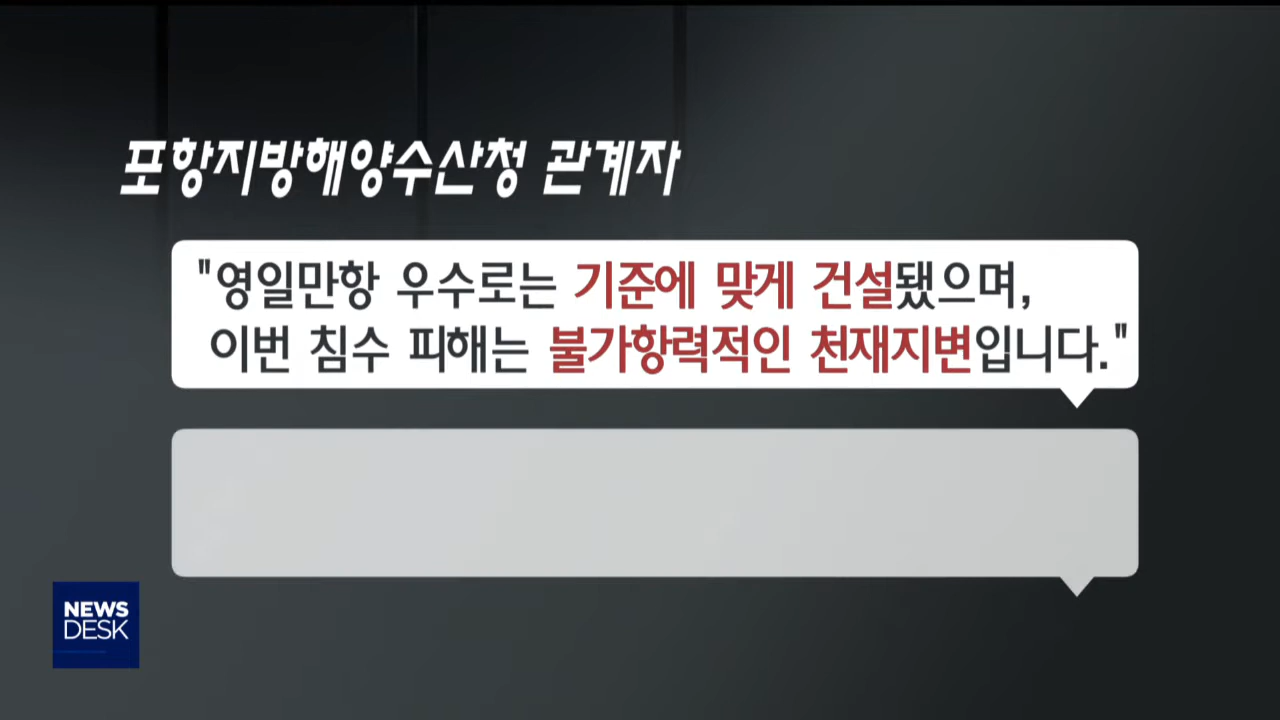 포항지방해양수산청 관계자
"영일만항 우수로는 기준에 맞게 건설됐으며,
이번 침수 피해는 불가항력적인 천재지변입니다."
NEWS
DESK